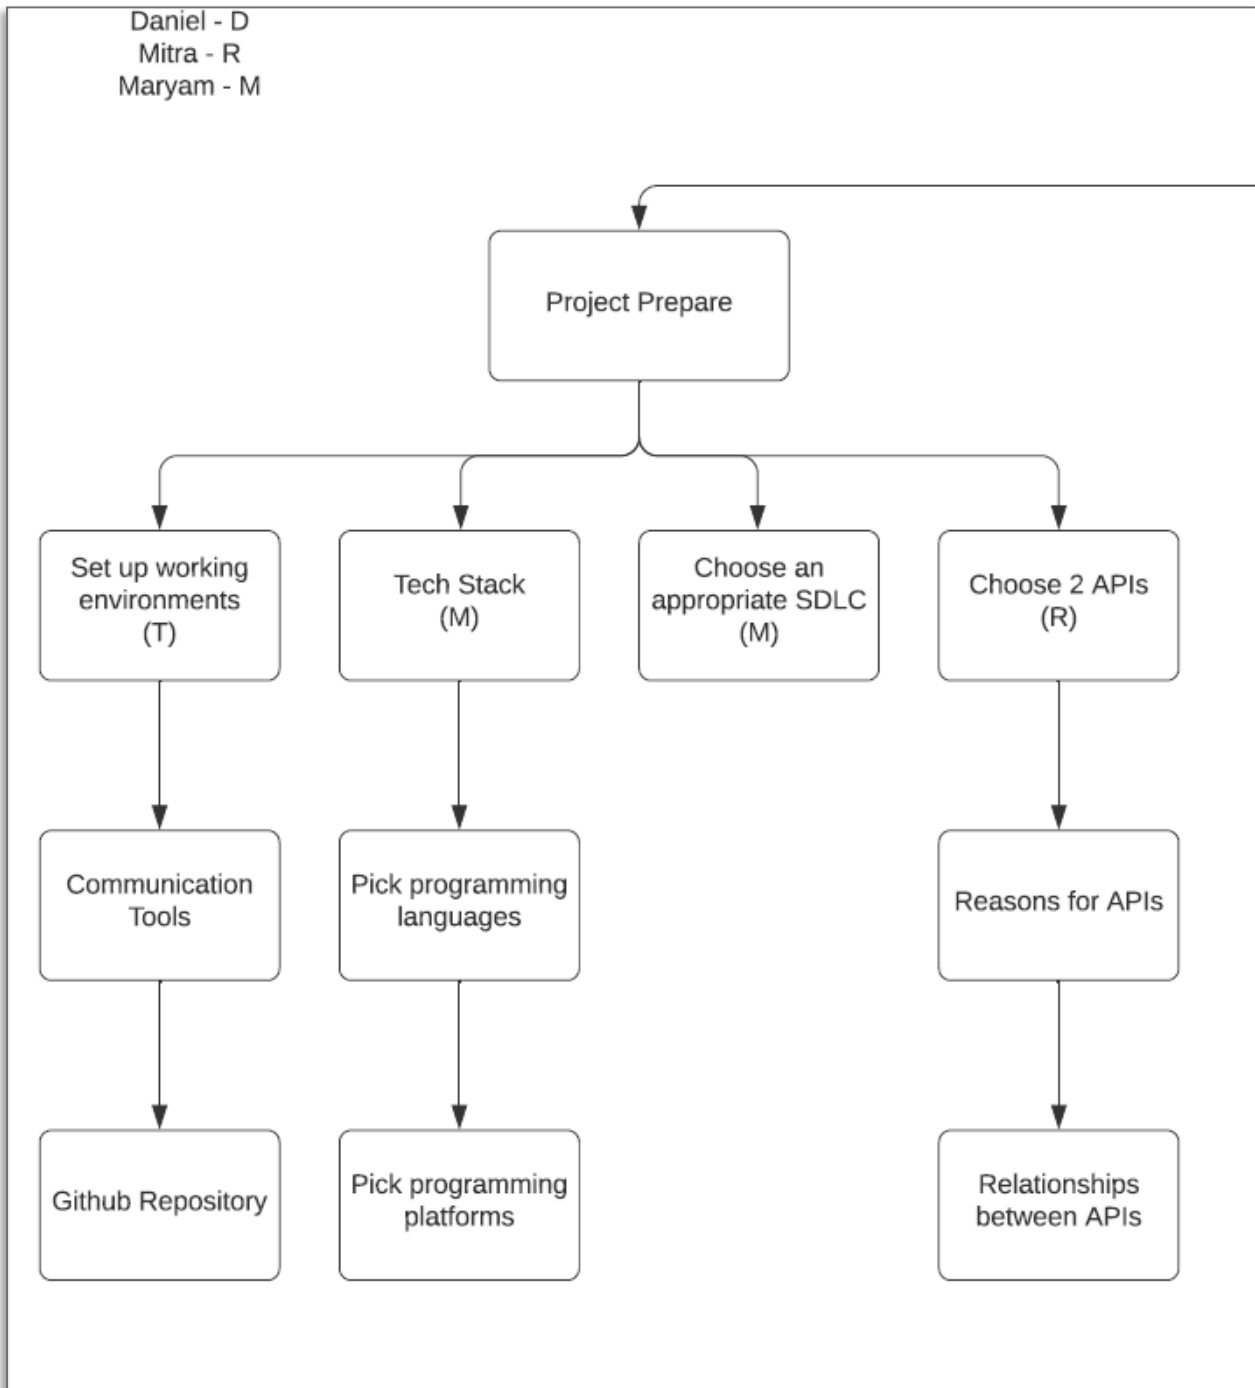 Daniel - D
Mitra - R
Maryam - M
Project Prepare
Set up working
environments
(T)
Tech Stack
(M)
Choose an
appropriate SDLC
(M)
Choose 2 APIs
(R)
Communication
Tools
Pick programming
languages
Reasons for APIs
Github Repository
Pick programming
platforms
Relationships
between APIs